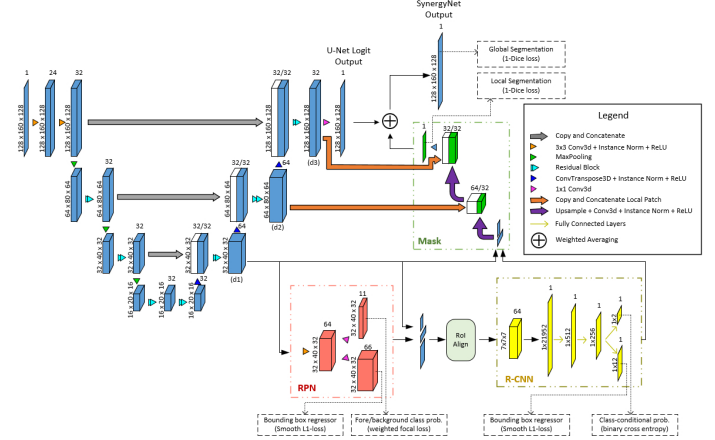 SynergyNet
Output
1
128 x 160 x 128
Global Segmentation
(1-Dice loss)
Local Segmentation
(1-Dice loss)
U-Net Logit
Output
1
24
32
32/32
32
1
128 x 160 x 128
128 x 160 x 128
128 x 160 x 128
128 x 160 x 128
128 x 160 x 128
128 x 160 x 128
(d3)
1
32/32
64/32
Mask
Legend
Copy and Concatenate
3x3 Conv3d + Instance Norm + ReLU
MaxPooling
Residual Block
ConvTranspose3D + Instance Norm + ReLU
1x1 Conv3d
Copy and Concatenate Local Patch
Upsample + Conv3d + Instance Norm + ReLU
Fully Connected Layers
Weighted Averaging
32
32/32
64
64 x 80 x 64
64 x 80 x 64
64 x 80 x 64
64 x 80 x 64
(d2)
32
32/32
64
32 x 40 x 32
32 x 40 x 32
32 x 40 x 32
32 x 40 x 32
(d1)
32
32
16 x 20 x 16
16 x 20 x 16
16 x 20 x 16
64
11
66
32 x 40 x 32
32 x 40 x 32
32 x 40 x 32
RPN
RoI
Align
64
7x7x7
1
1x21952
1
1x512
1
1x256
1
1x2
1
1x12
R-CNN
Bounding box regressor
(Smooth L1-loss)
Fore/background class prob.
(weighted focal loss)
Bounding box regressor
(Smooth L1-loss)
Class-conditional prob.
(binary cross entropy)